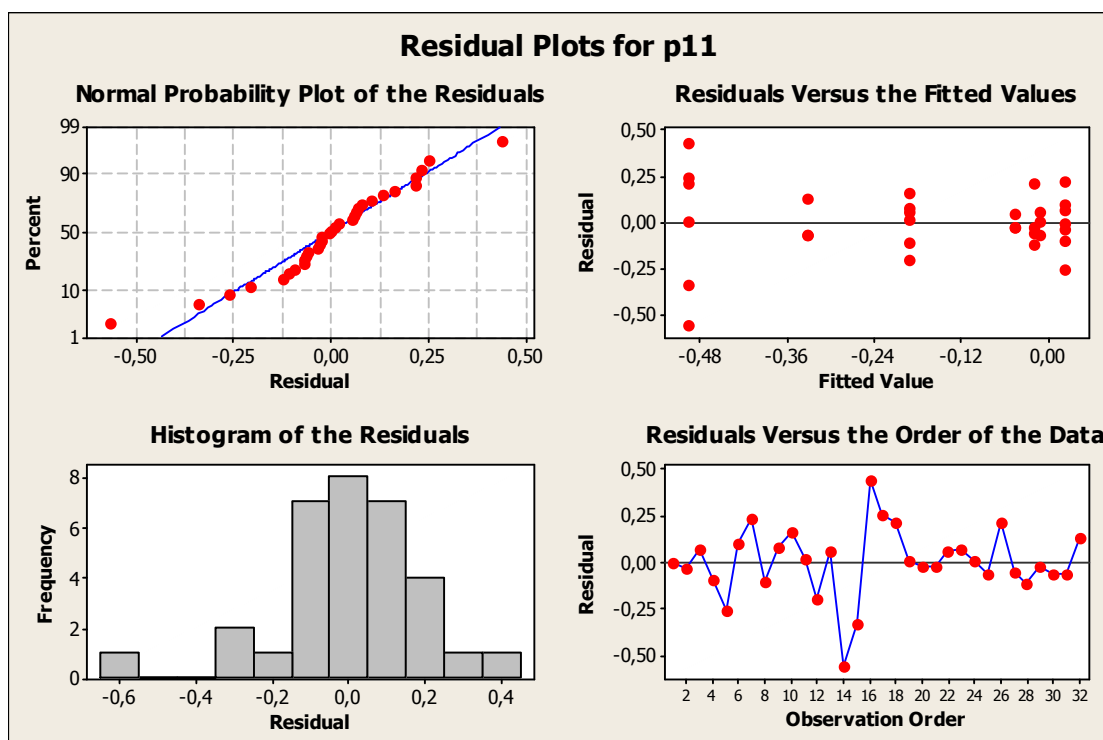 Residual Plots for p11
Normal Probability Plot of the Residuals
99
90
50
10
1
Percent
-0,50 -0,25 0,00 0,25 0,50
Residual
Residuals Versus the Fitted Values
0,50
0,25
0,00
-0,25
-0,50
Residual
-0,48 -0,36 -0,24 -0,12 0,00
Fitted Value
Histogram of the Residuals
8
6
4
2
0
Frequency
-0,6 -0,4 -0,2 0,0 0,2 0,4
Residual
Residuals Versus the Order of the Data
0,50
0,25
0,00
-0,25
-0,50
Residual
2 4 6 8 10 12 14 16 18 20 22 24 26 28 30 32
Observation Order